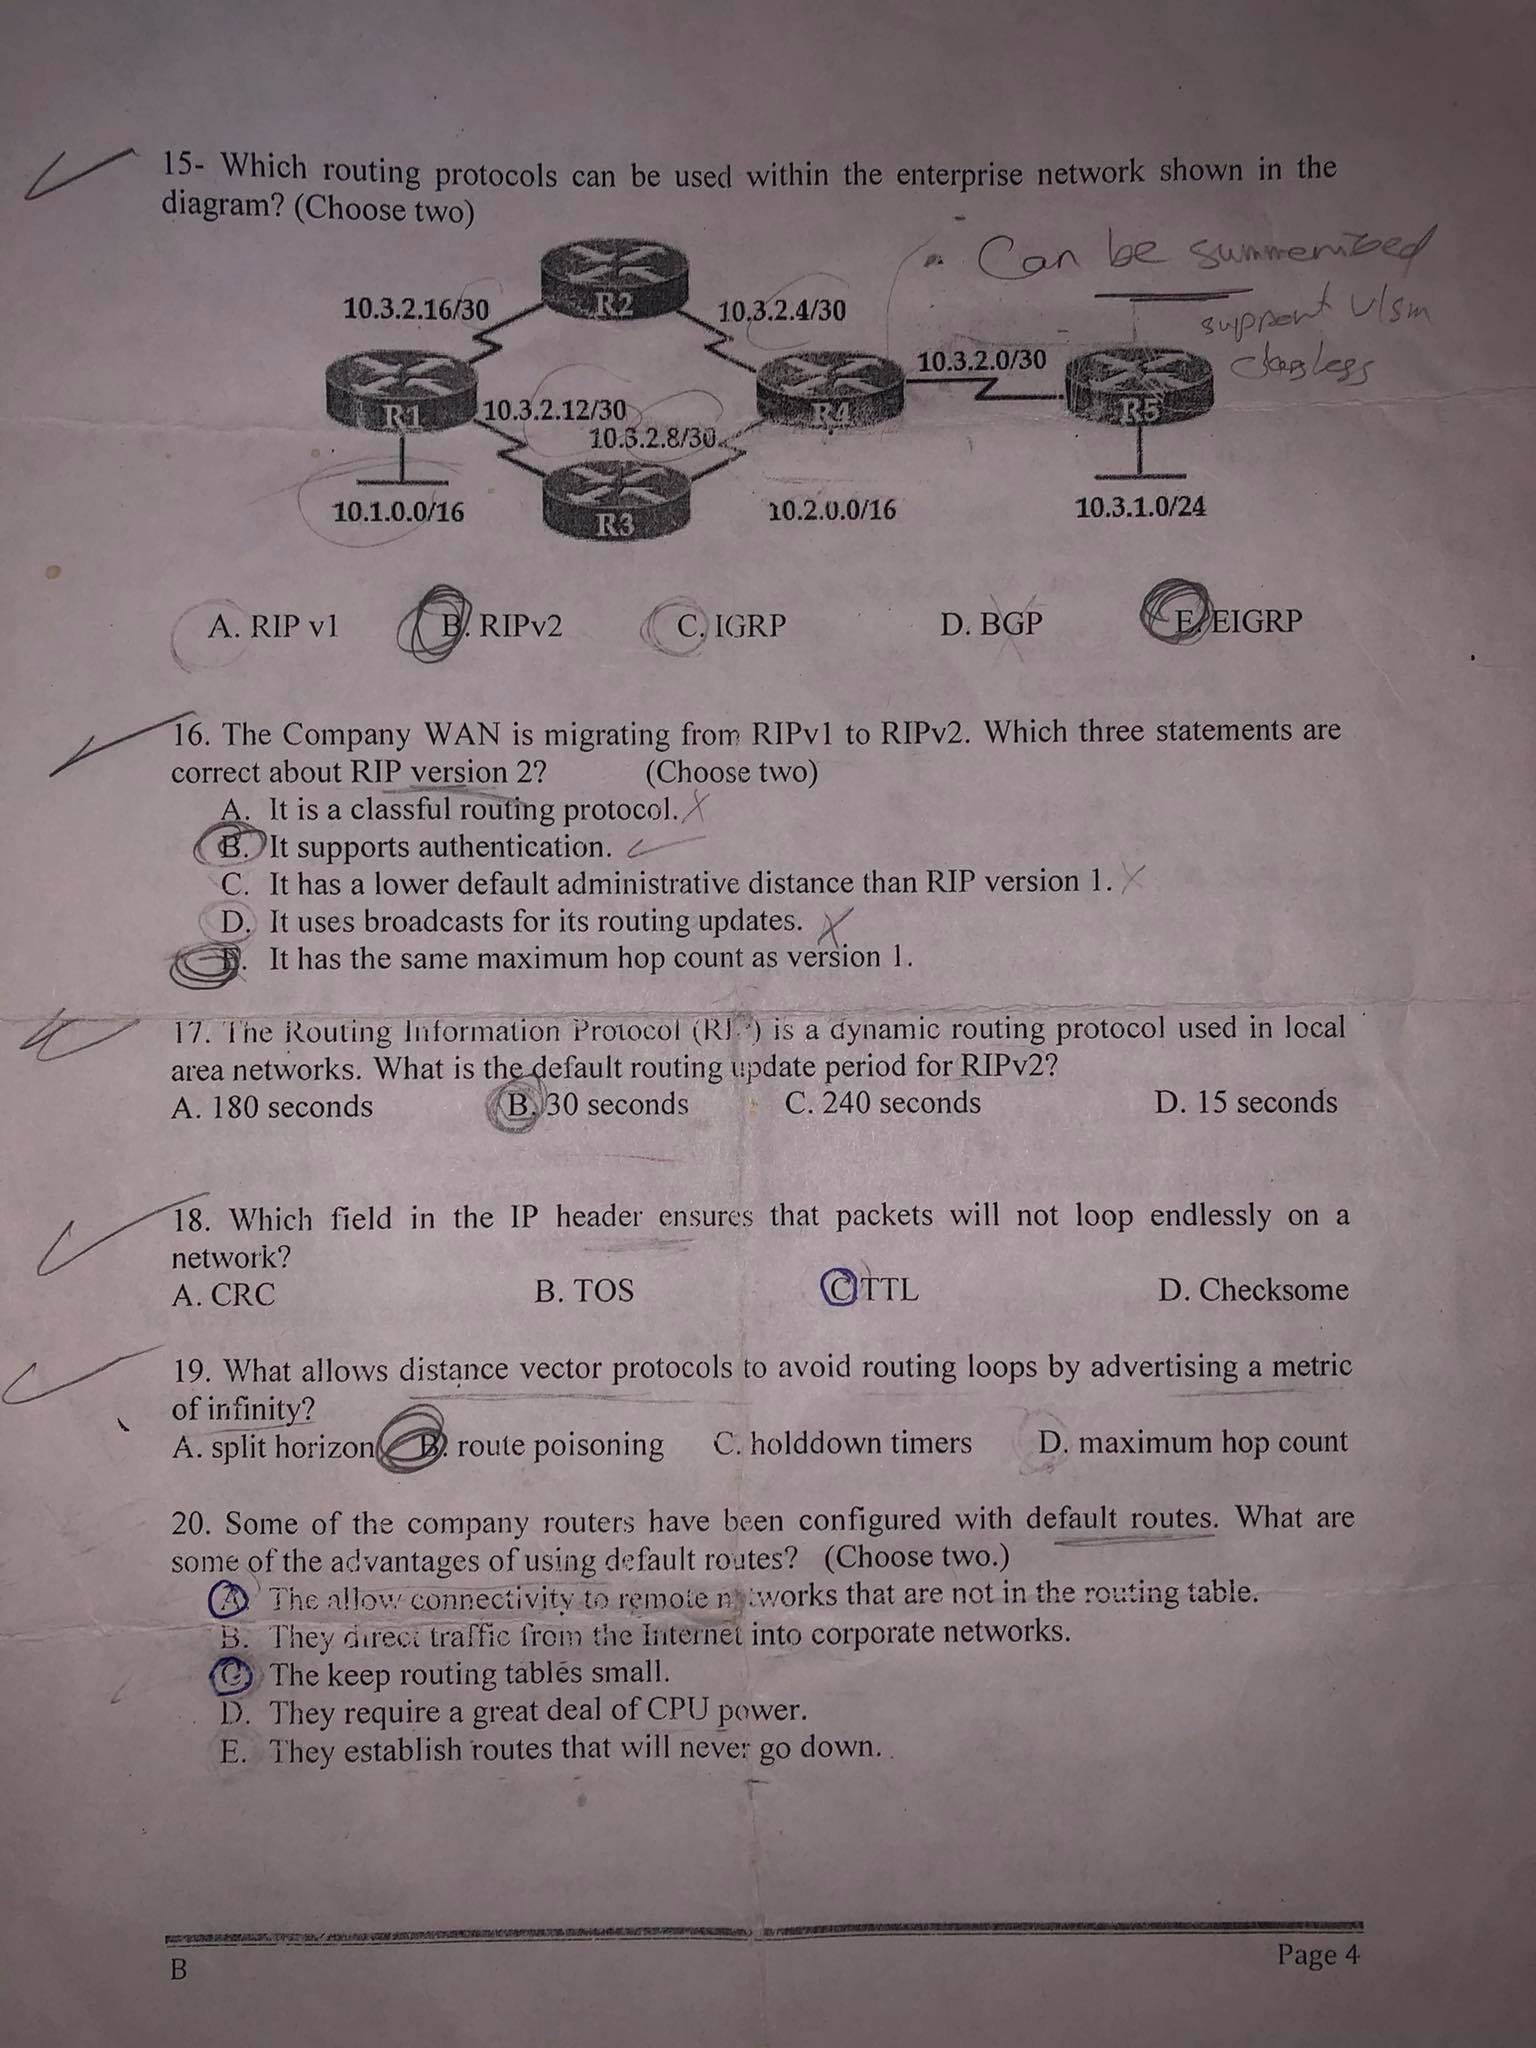 15- Which routing protocols can be used within the enterprise network shown in the
diagram? (Choose two)
Can be summerized
support vlsm
classless
R2
10.3.2.16/30
10.3.2.4/30
10.3.2.0/30
R1
R4
R5
10.3.2.12/30
10.3.2.8/30
R3
10.1.0.0/16
10.2.0.0/16
10.3.1.0/24
A. RIP v1 B. RIPv2 C. IGRP D. BGP E. EIGRP
16. The Company WAN is migrating from RIPv1 to RIPv2. Which three statements are
correct about RIP version 2? (Choose two)
A. It is a classful routing protocol.
B. It supports authentication.
C. It has a lower default administrative distance than RIP version 1.
D. It uses broadcasts for its routing updates.
E. It has the same maximum hop count as version 1.
17. The Routing Information Protocol (RIP) is a dynamic routing protocol used in local
area networks. What is the default routing update period for RIPv2?
A. 180 seconds B. 30 seconds C. 240 seconds D. 15 seconds
18. Which field in the IP header ensures that packets will not loop endlessly on a
network?
A. CRC B. TOS C. TTL D. Checksome
19. What allows distance vector protocols to avoid routing loops by advertising a metric
of infinity?
A. split horizon B. route poisoning C. holddown timers D. maximum hop count
20. Some of the company routers have been configured with default routes. What are
some of the advantages of using default routes? (Choose two.)
A. The allow connectivity to remote networks that are not in the routing table.
B. They direct traffic from the Internet into corporate networks.
C. The keep routing tables small.
D. They require a great deal of CPU power.
E. They establish routes that will never go down.
B
Page 4